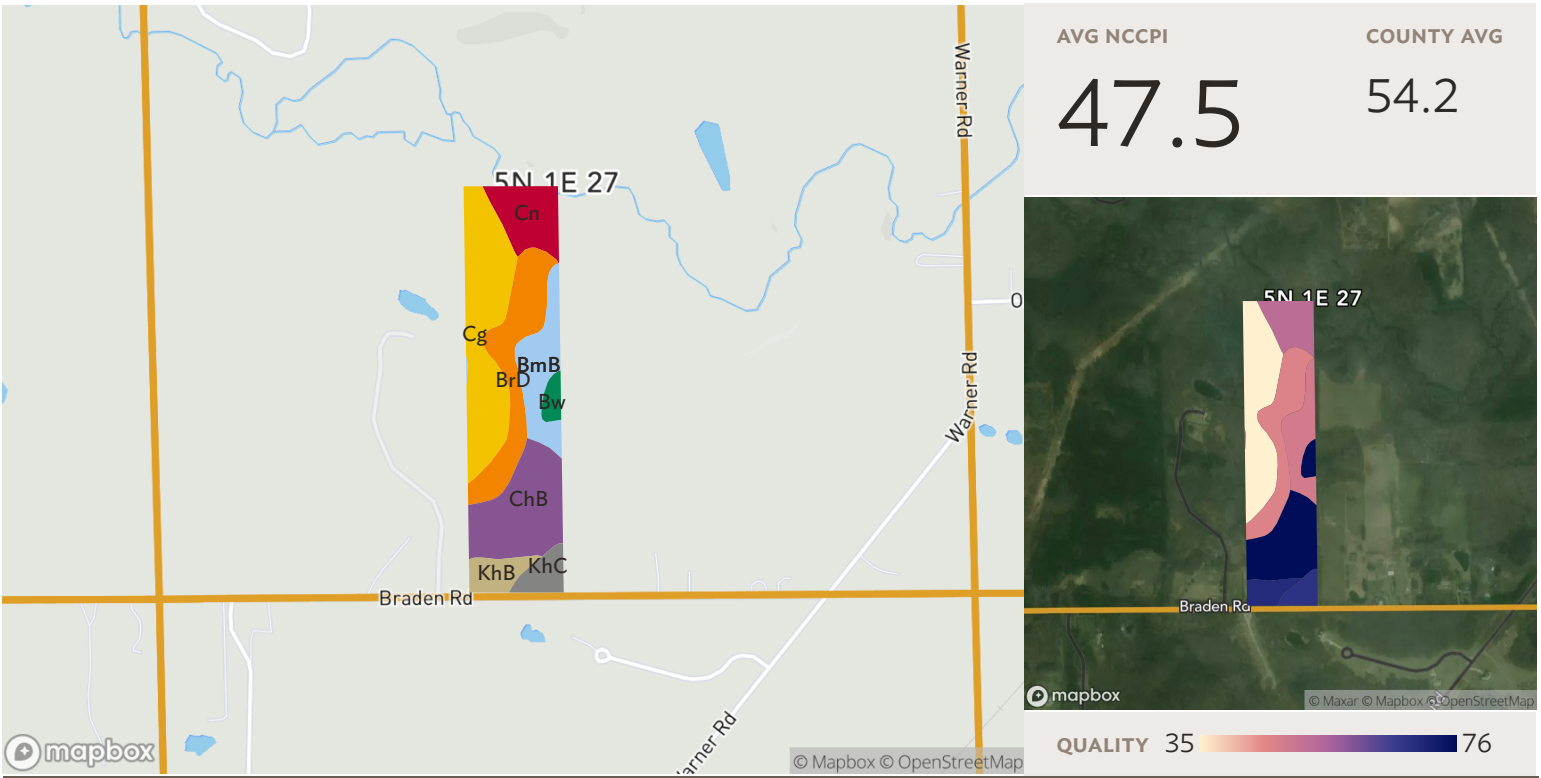 Warner Rd
5N 1E 27
Cn
Cg
BmB
BrD
Bw
ChB
KhB
KhC
Warner Rd
O
Braden Rd
mapbox
© Mapbox © OpenStreetMap
AVG NCCPI
47.5
COUNTY AVG
54.2
5N 1E 27
Braden Rd
mapbox
© Maxar © Mapbox © OpenStreetMap
QUALITY
35
76